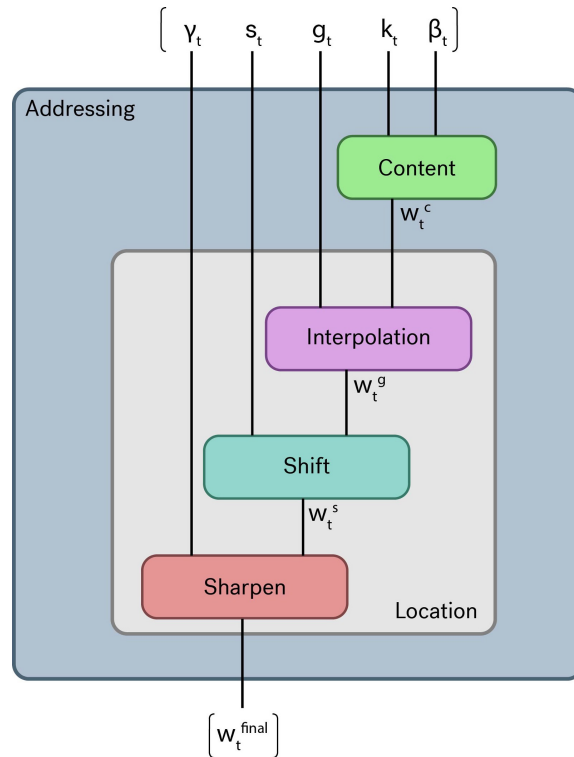 [ γₜ sₜ gₜ kₜ βₜ ]
Addressing
Content
wₜᶜ
Interpolation
wₜᵍ
Shift
wₜˢ
Sharpen
Location
[ wₜᶠⁱⁿᵃˡ ]